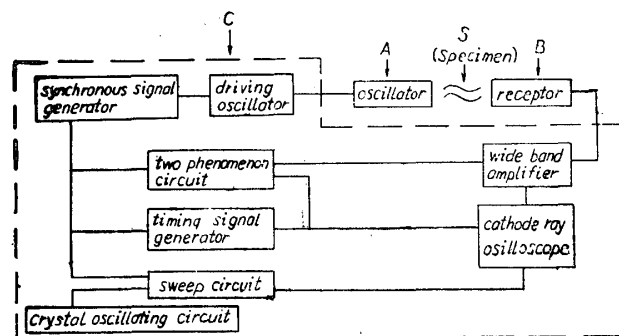 C
A
S
(Specimen)
B
synchronous signal
generator
driving
oscillator
oscillator
receptor
two phenomenon
circuit
wide band
amplifier
timing signal
generator
cathode ray
osilloscope
sweep circuit
crystal oscillating circuit